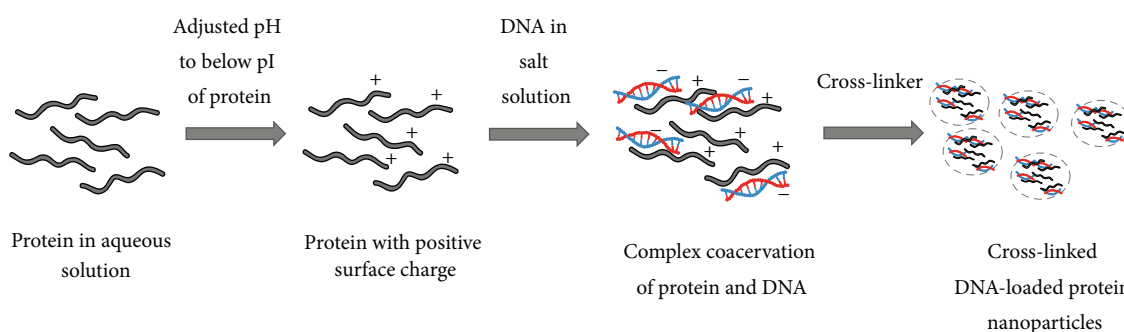 Adjusted pH
to below pI
of protein
DNA in
salt
solution
Cross-linker
Protein in aqueous
solution
Protein with positive
surface charge
Complex coacervation
of protein and DNA
Cross-linked
DNA-loaded protein
nanoparticles
+
+
+
+
+
−
+
−
+
−
+
+
−